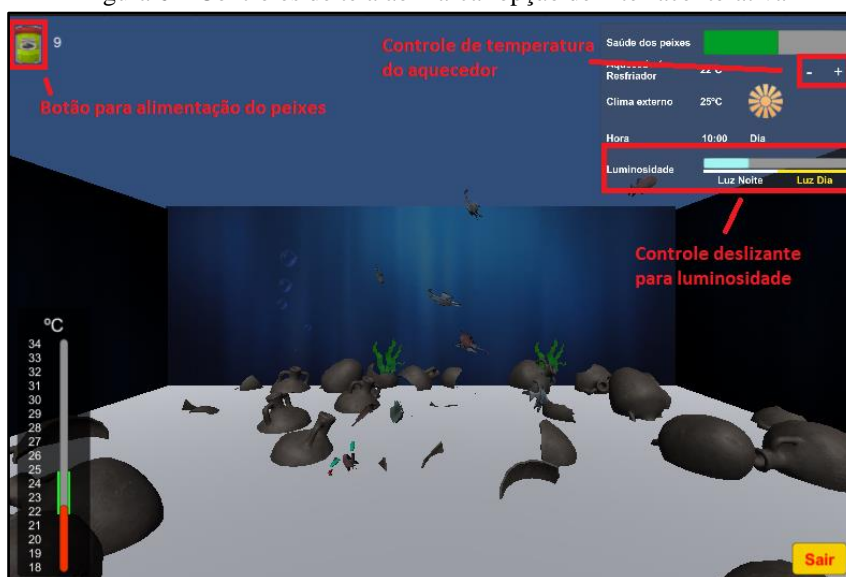 9
Botão para alimentação do peixes
Controle de temperatura
do aquecedor
Saúde dos peixes
Resfriador
22°C
- +
Clima externo 25°C
Hora 10:00 Dia
Luminosidade
Luz Noite Luz Dia
Controle deslizante
para luminosidade
ºC
34
33
32
31
30
29
28
27
26
25
24
23
22
21
20
19
18
Sair